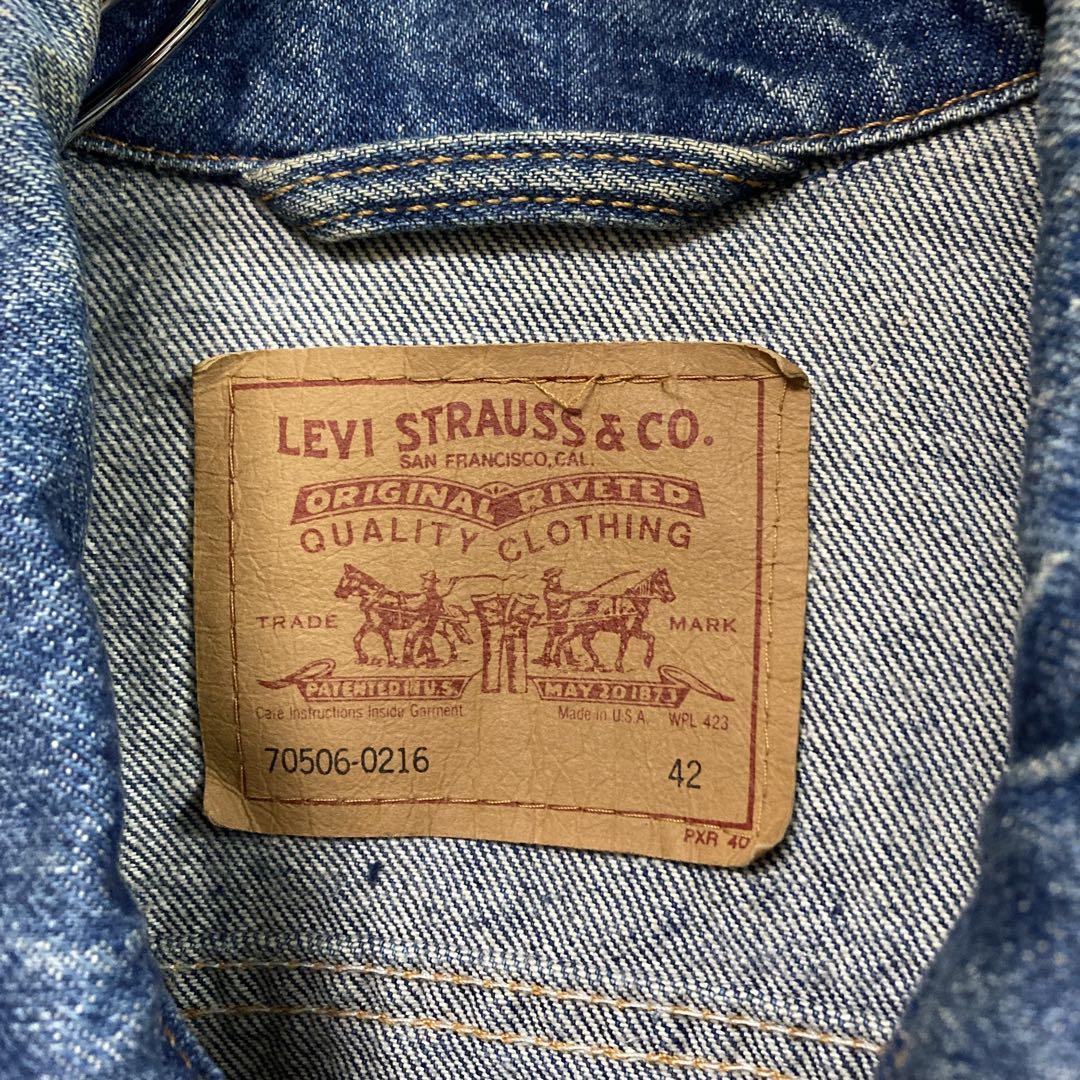 LEVI STRAUSS & CO.
SAN FRANCISCO, CAL.
ORIGINAL RIVETED
QUALITY CLOTHING
TRADE MARK
PATENTED IN U.S. MAY 20 1873
Care Instructions Inside Garment Made in U.S.A. WPL 423
70506-0216 42
PXR 40